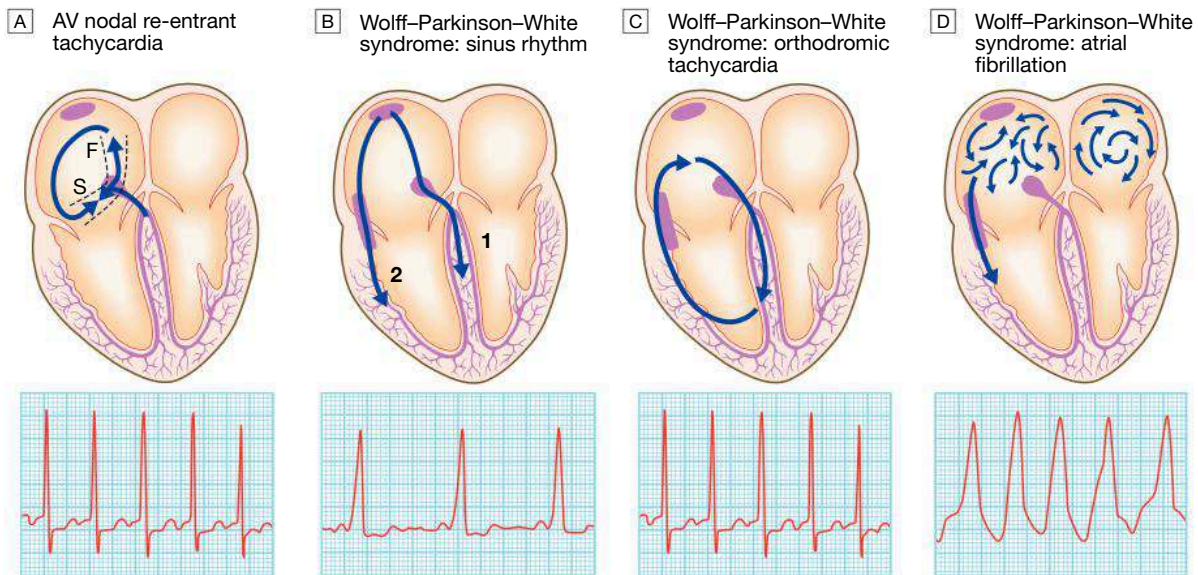 A
AV nodal re-entrant
tachycardia
B
Wolff–Parkinson–White
syndrome: sinus rhythm
C
Wolff–Parkinson–White
syndrome: orthodromic
tachycardia
D
Wolff–Parkinson–White
syndrome: atrial
fibrillation
F
S
1
2